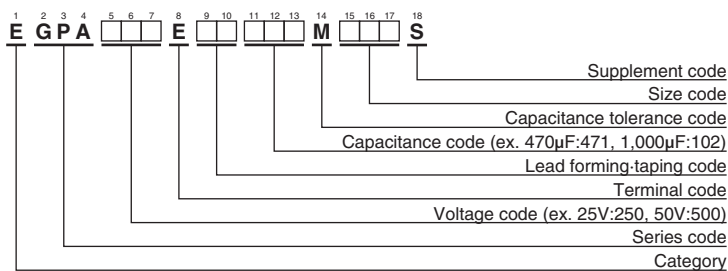 1 2 3 4 5 6 7 8 9 10 11 12 13 14 15 16 17 18
E G P A E M S
Supplement code
Size code
Capacitance tolerance code
Capacitance code (ex. 470µF:471, 1,000µF:102)
Lead forming·taping code
Terminal code
Voltage code (ex. 25V:250, 50V:500)
Series code
Category